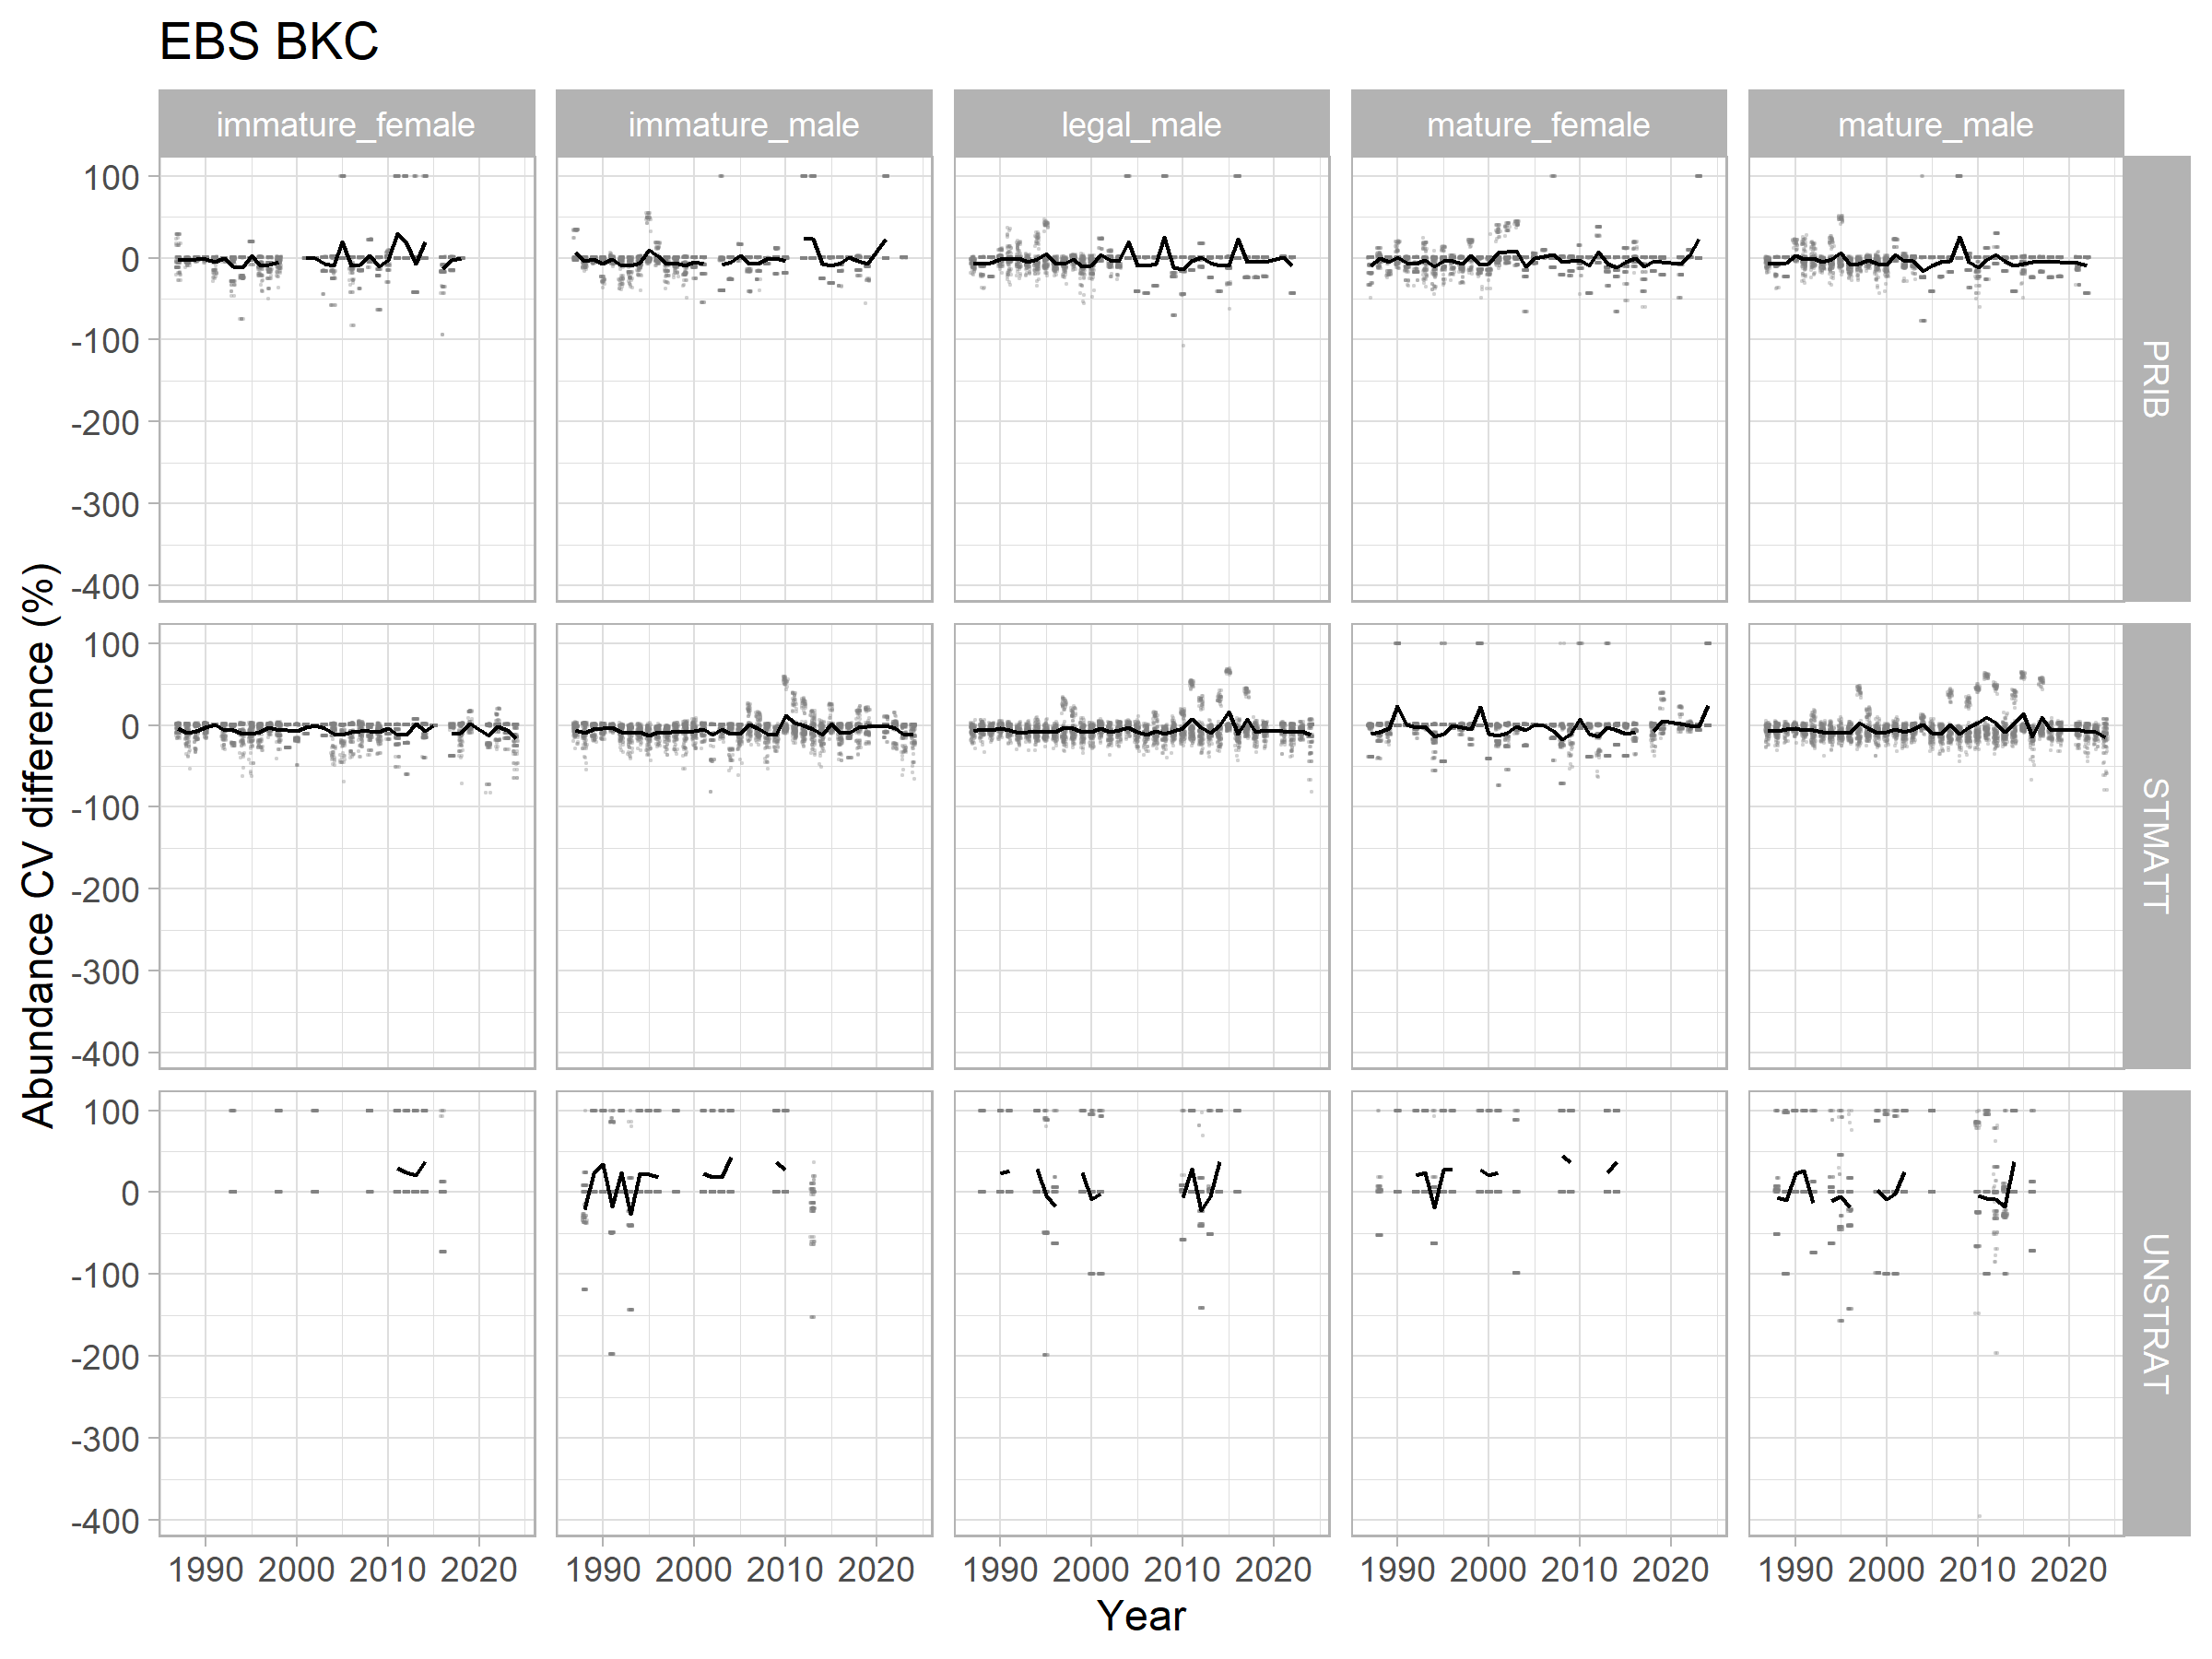 EBS BKC
immature_female immature_male legal_male mature_female mature_male
100
0
-100
-200
-300
-400
PRIB
100
0
-100
-200
-300
-400
STMATT
100
0
-100
-200
-300
-400
UNSTRAT
Abundance CV difference (%)
1990 2000 2010 2020 1990 2000 2010 2020 1990 2000 2010 2020 1990 2000 2010 2020 1990 2000 2010 2020
Year